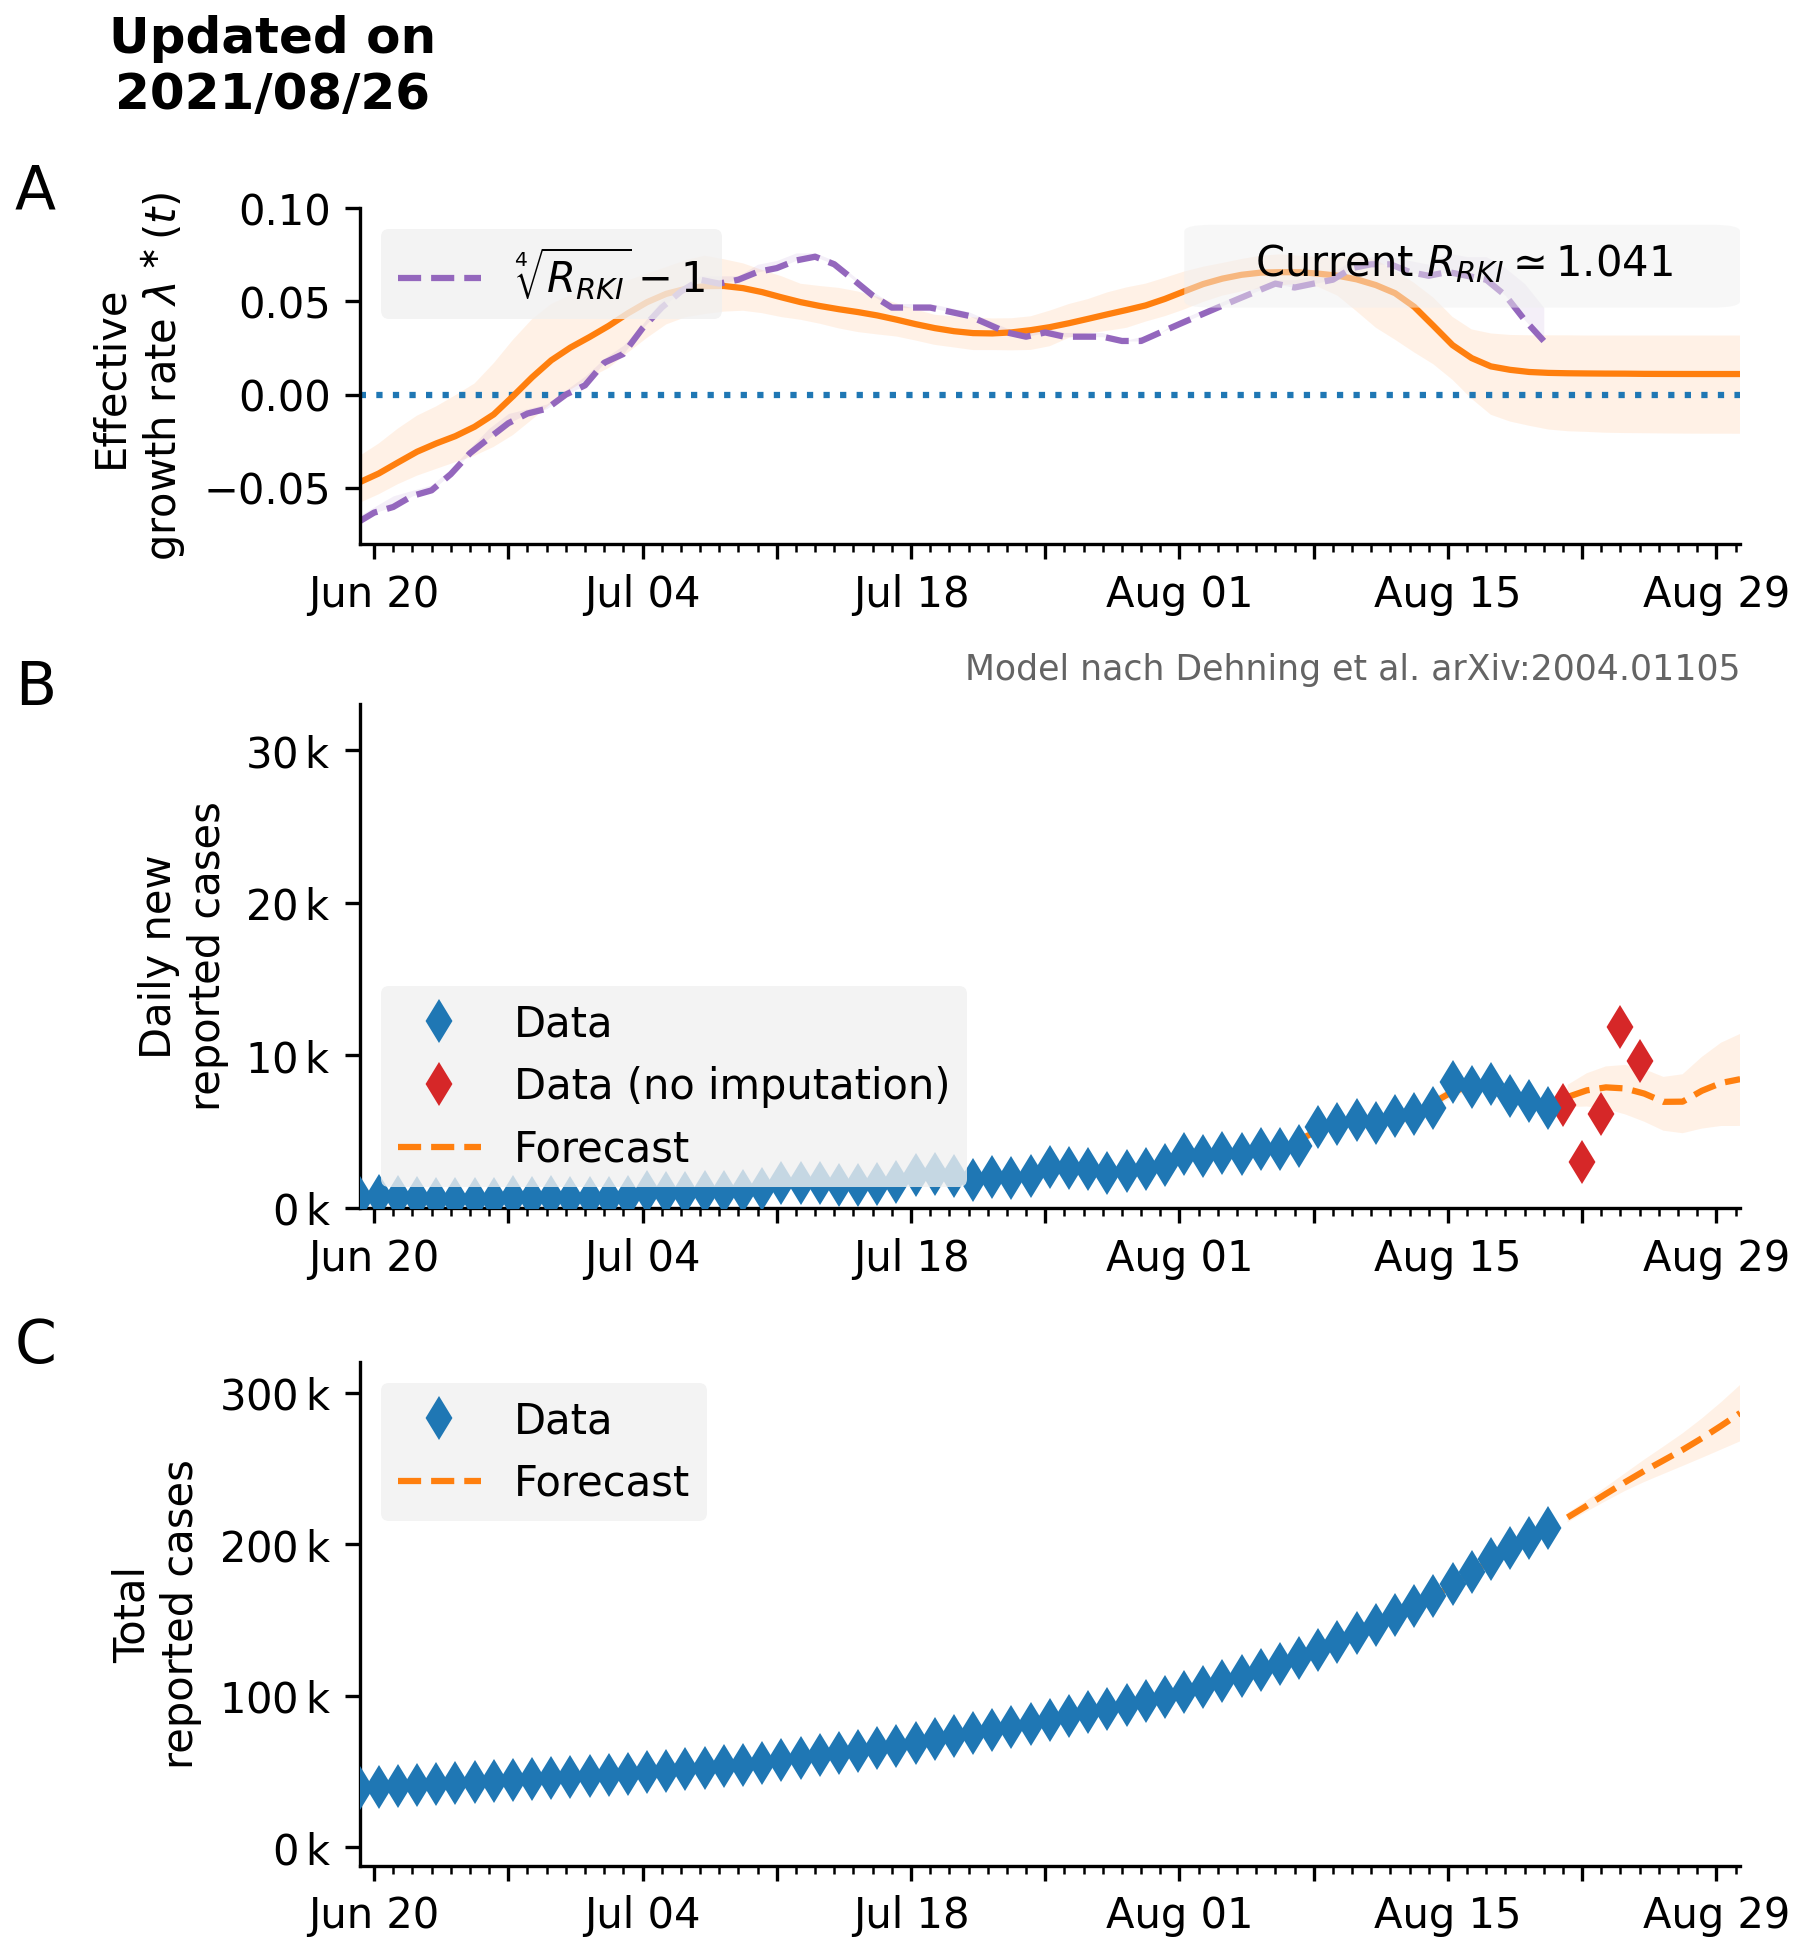 Updated on
2021/08/26
A
Effective
growth rate λ * (t)
0.10
0.05
0.00
−0.05
∜R_RKI − 1
Current R_RKI ≃ 1.041
Jun 20 Jul 04 Jul 18 Aug 01 Aug 15 Aug 29
Model nach Dehning et al. arXiv:2004.01105
B
Daily new
reported cases
30 k
20 k
10 k
0 k
Data
Data (no imputation)
Forecast
Jun 20 Jul 04 Jul 18 Aug 01 Aug 15 Aug 29
C
Total
reported cases
300 k
200 k
100 k
0 k
Data
Forecast
Jun 20 Jul 04 Jul 18 Aug 01 Aug 15 Aug 29